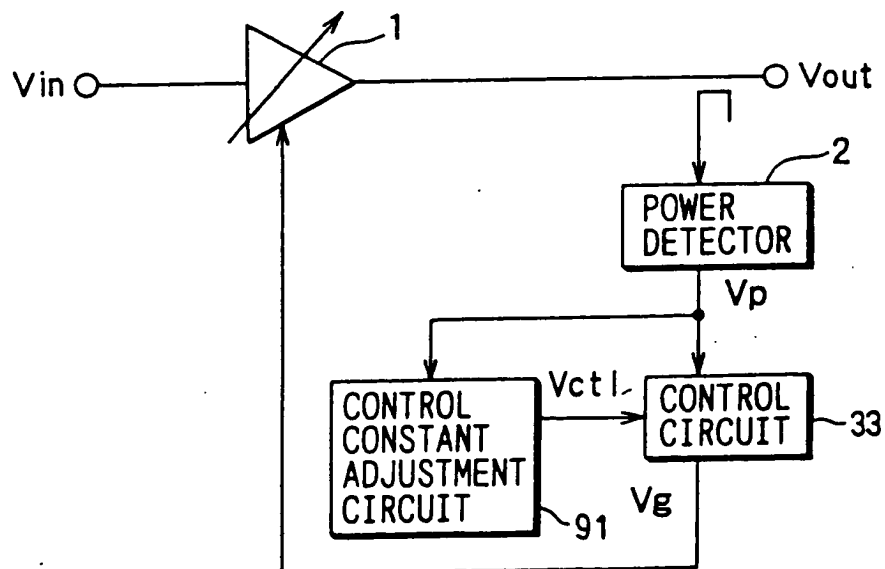 1
Vin
Vout
2
POWER
DETECTOR
Vp
Vctl
CONTROL
CONSTANT
ADJUSTMENT
CIRCUIT
CONTROL
CIRCUIT
33
Vg
91